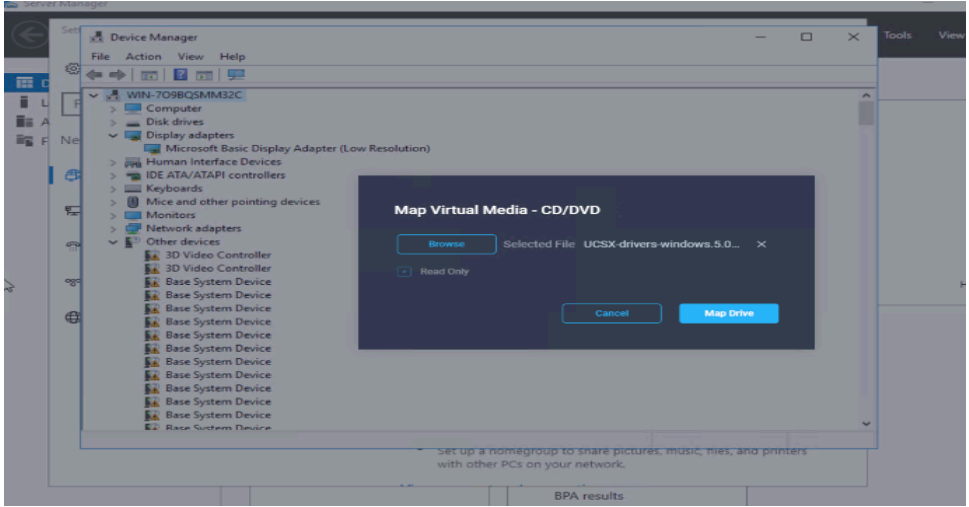 Server Manager
Sett
Device Manager
Tools
View
File
Action
View
Help
WIN-7O9BQSMM32C
Computer
Disk drives
Display adapters
Microsoft Basic Display Adapter (Low Resolution)
Human Interface Devices
IDE ATA/ATAPI controllers
Keyboards
Mice and other pointing devices
Monitors
Network adapters
Other devices
3D Video Controller
3D Video Controller
Base System Device
Base System Device
Base System Device
Base System Device
Base System Device
Base System Device
Base System Device
Base System Device
Base System Device
Base System Device
Base System Device
Base System Device
D
L
A
F
F
Ne
Map Virtual Media - CD/DVD
Browse
Selected File UCSX-drivers-windows.5.0...
Read Only
Cancel
Map Drive
H
Set up a homegroup to share pictures, music, files, and printers
with other PCs on your network.
BPA results